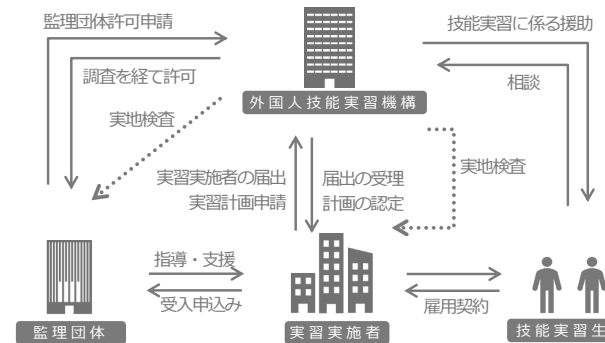 監理団体許可申請
技能実習に係る援助
調査を経て許可
相談
外国人技能実習機構
実地検査
実地検査
実習実施者の届出
実習計画申請
届出の受理
計画の認定
指導・支援
受入申込み
雇用契約
監理団体
実習実施者
技能実習生